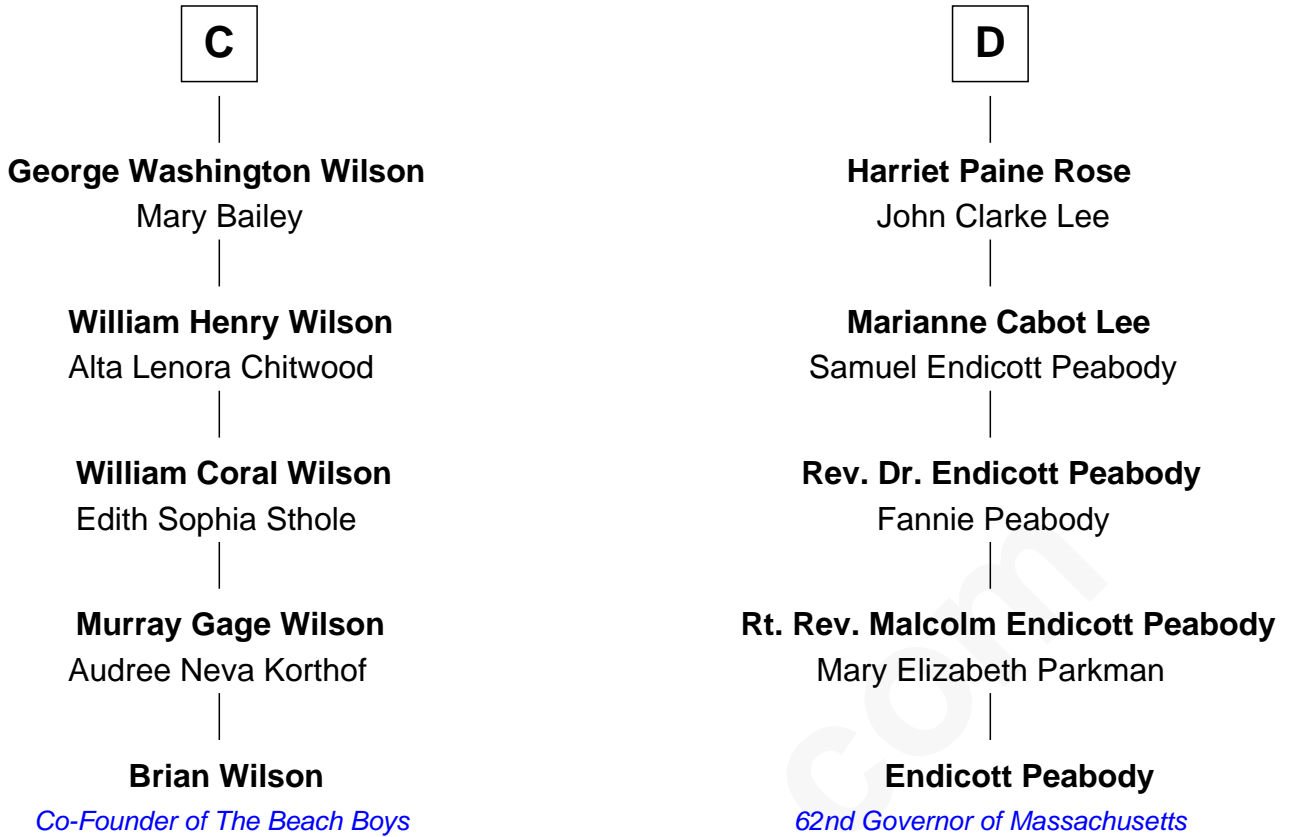 C
George Washington Wilson
Mary Bailey
William Henry Wilson
Alta Lenora Chitwood
William Coral Wilson
Edith Sophia Sthole
Murray Gage Wilson
Audree Neva Korthof
Brian Wilson
Co-Founder of The Beach Boys
D
Harriet Paine Rose
John Clarke Lee
Marianne Cabot Lee
Samuel Endicott Peabody
Rev. Dr. Endicott Peabody
Fannie Peabody
Rt. Rev. Malcolm Endicott Peabody
Mary Elizabeth Parkman
Endicott Peabody
62nd Governor of Massachusetts
com